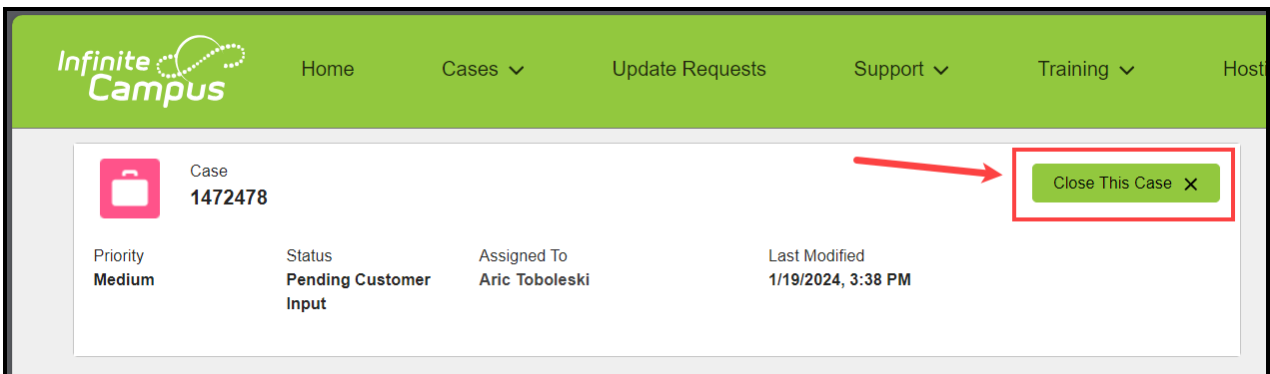 Infinite
Campus
Home Cases Update Requests Support Training Hosti
Case
1472478
Close This Case
Priority Status Assigned To Last Modified
Medium Pending Customer Aric Toboleski 1/19/2024, 3:38 PM
Input